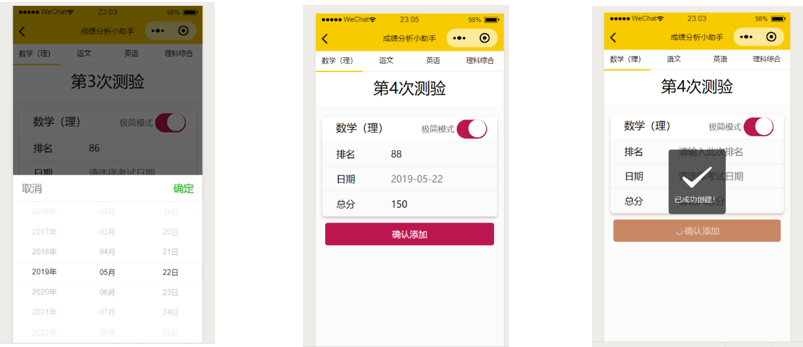 WeChat 23:03 98%
成绩分析小助手
数学（理） 语文 英语 理科综合
第3次测验
数学（理） 极简模式
排名 86
日期 请选择考试日期
取消 确定
2016年 02月 19日
2017年 03月 20日
2018年 04月 21日
2019年 05月 22日
2020年 06月 23日
2021年 07月 24日
2022年 08月 25日
WeChat 23:05 98%
成绩分析小助手
数学（理） 语文 英语 理科综合
第4次测验
数学（理） 极简模式
排名 88
日期 2019-05-22
总分 150
确认添加
WeChat 23:03 98%
成绩分析小助手
数学（理） 语文 英语 理科综合
第4次测验
数学（理） 极简模式
排名 请输入此次排名
日期 日期
总分 分
已成功创建！
确认添加